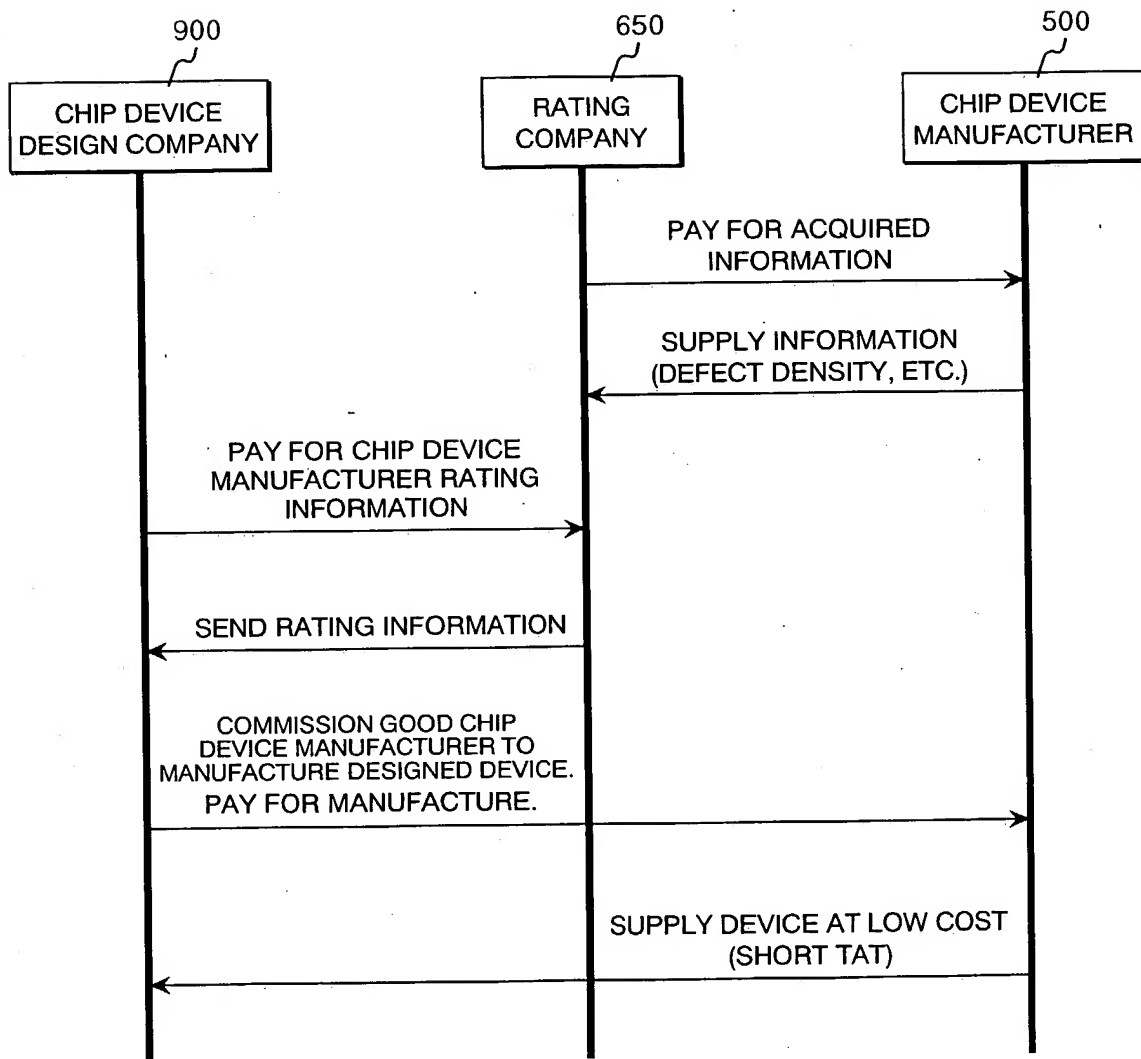 900
650
500
CHIP DEVICE
DESIGN COMPANY
RATING
COMPANY
CHIP DEVICE
MANUFACTURER
PAY FOR ACQUIRED
INFORMATION
SUPPLY INFORMATION
(DEFECT DENSITY, ETC.)
PAY FOR CHIP DEVICE
MANUFACTURER RATING
INFORMATION
SEND RATING INFORMATION
COMMISSION GOOD CHIP
DEVICE MANUFACTURER TO
MANUFACTURE DESIGNED DEVICE.
PAY FOR MANUFACTURE.
SUPPLY DEVICE AT LOW COST
(SHORT TAT)